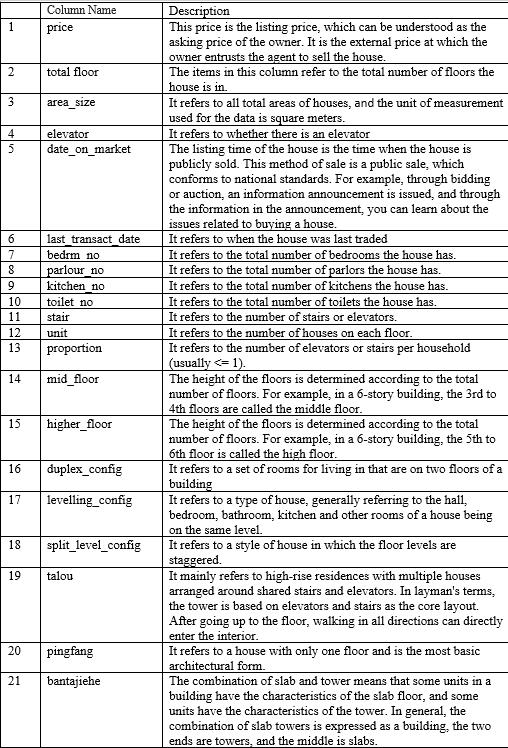 Column Name Description
1 price This price is the listing price, which can be understood as the
asking price of the owner. It is the external price at which the
owner entrusts the agent to sell the house.
2 total floor The items in this column refer to the total number of floors the
house is in.
3 area_size It refers to all total areas of houses, and the unit of measurement
used for the data is square meters.
4 elevator It refers to whether there is an elevator
5 date_on_market The listing time of the house is the time when the house is
publicly sold. This method of sale is a public sale, which
conforms to national standards. For example, through bidding
or auction, an information announcement is issued, and through
the information in the announcement, you can learn about the
issues related to buying a house.
6 last_transact_date It refers to when the house was last traded
7 bedrm_no It refers to the total number of bedrooms the house has.
8 parlour_no It refers to the total number of parlors the house has.
9 kitchen_no It refers to the total number of kitchens the house has.
10 toilet_no It refers to the total number of toilets the house has.
11 stair It refers to the number of stairs or elevators.
12 unit It refers to the number of houses on each floor.
13 proportion It refers to the number of elevators or stairs per household
(usually <= 1).
14 mid_floor The height of the floors is determined according to the total
number of floors. For example, in a 6-story building, the 3rd to
4th floors are called the middle floor.
15 higher_floor The height of the floors is determined according to the total
number of floors. For example, in a 6-story building, the 5th to
6th floor is called the high floor.
16 duplex_config It refers to a set of rooms for living in that are on two floors of a
building
17 levelling_config It refers to a type of house, generally referring to the hall,
bedroom, bathroom, kitchen and other rooms of a house being
on the same level.
18 split_level_config It refers to a style of house in which the floor levels are
staggered.
19 talou It mainly refers to high-rise residences with multiple houses
arranged around shared stairs and elevators. In layman's terms,
the tower is based on elevators and stairs as the core layout.
After going up to the floor, walking in all directions can directly
enter the interior.
20 pingfang It refers to a house with only one floor and is the most basic
architectural form.
21 bantajiehe The combination of slab and tower means that some units in a
building have the characteristics of the slab floor, and some
units have the characteristics of the tower. In general, the
combination of slab towers is expressed as a building, the two
ends are towers, and the middle is slabs.